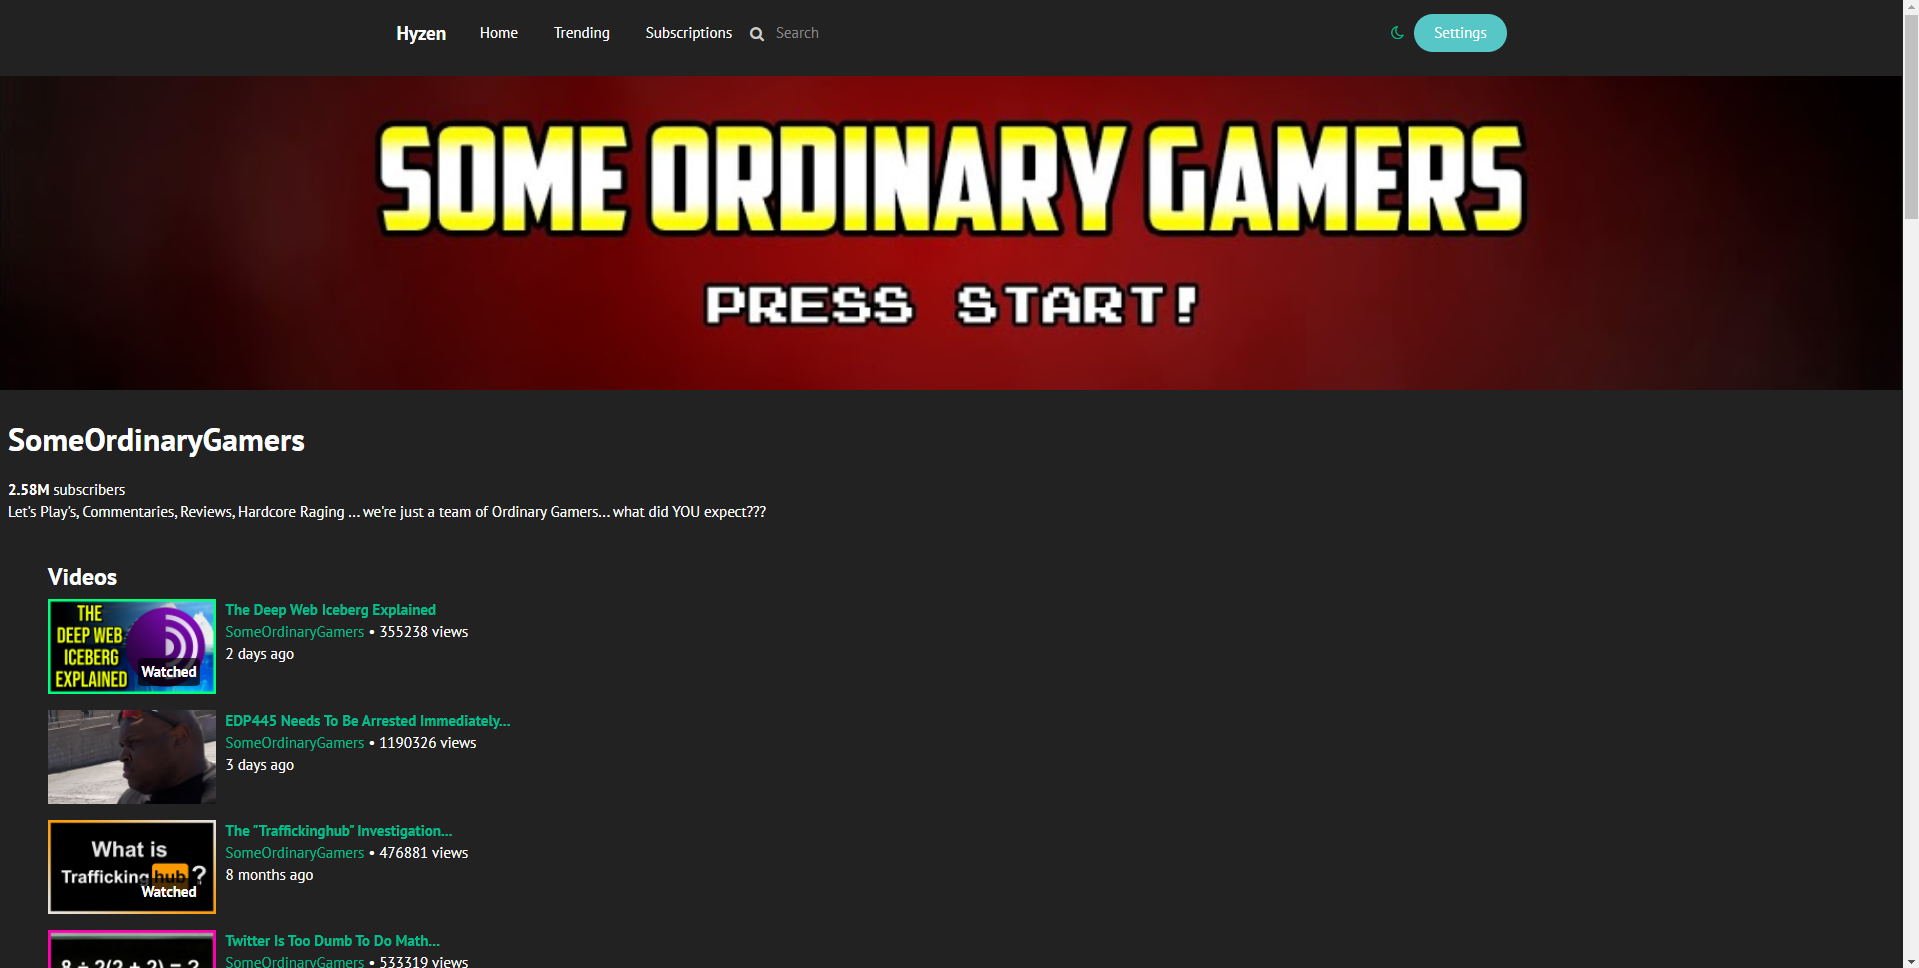 Hyzen Home Trending Subscriptions Search Settings
SOME ORDINARY GAMERS
PRESS START!
SomeOrdinaryGamers
2.58M subscribers
Let's Play's, Commentaries, Reviews, Hardcore Raging ... we're just a team of Ordinary Gamers... what did YOU expect???
Videos
THE
DEEP WEB
ICEBERG
EXPLAINED
Watched
The Deep Web Iceberg Explained
SomeOrdinaryGamers • 355238 views
2 days ago
EDP445 Needs To Be Arrested Immediately...
SomeOrdinaryGamers • 1190326 views
3 days ago
What is
Trafficking hub ?
Watched
The "Traffickinghub" Investigation...
SomeOrdinaryGamers • 476881 views
8 months ago
8 ÷ 2(2 + 2) = ?
Twitter Is Too Dumb To Do Math...
SomeOrdinaryGamers • 533319 views